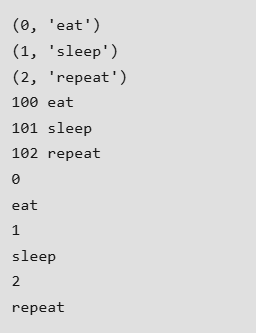 (0, 'eat')
(1, 'sleep')
(2, 'repeat')
100 eat
101 sleep
102 repeat
0
eat
1
sleep
2
repeat